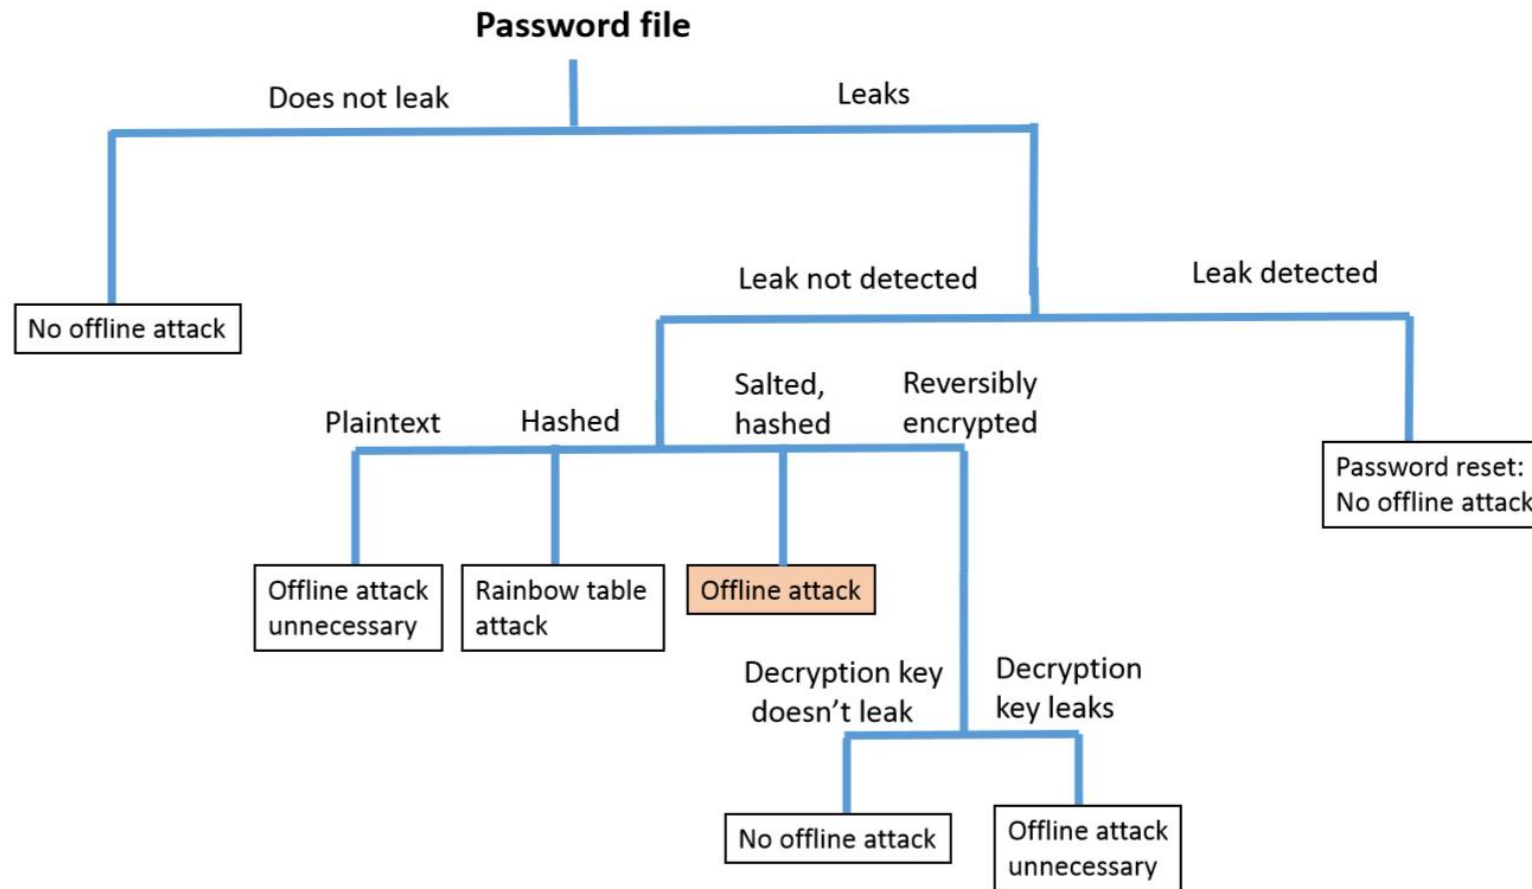 Password file
Does not leak
Leaks
No offline attack
Leak not detected
Leak detected
Password reset:
No offline attack
Plaintext
Hashed
Salted,
hashed
Reversibly
encrypted
Offline attack
unnecessary
Rainbow table
attack
Offline attack
Decryption key
doesn’t leak
Decryption
key leaks
No offline attack
Offline attack
unnecessary